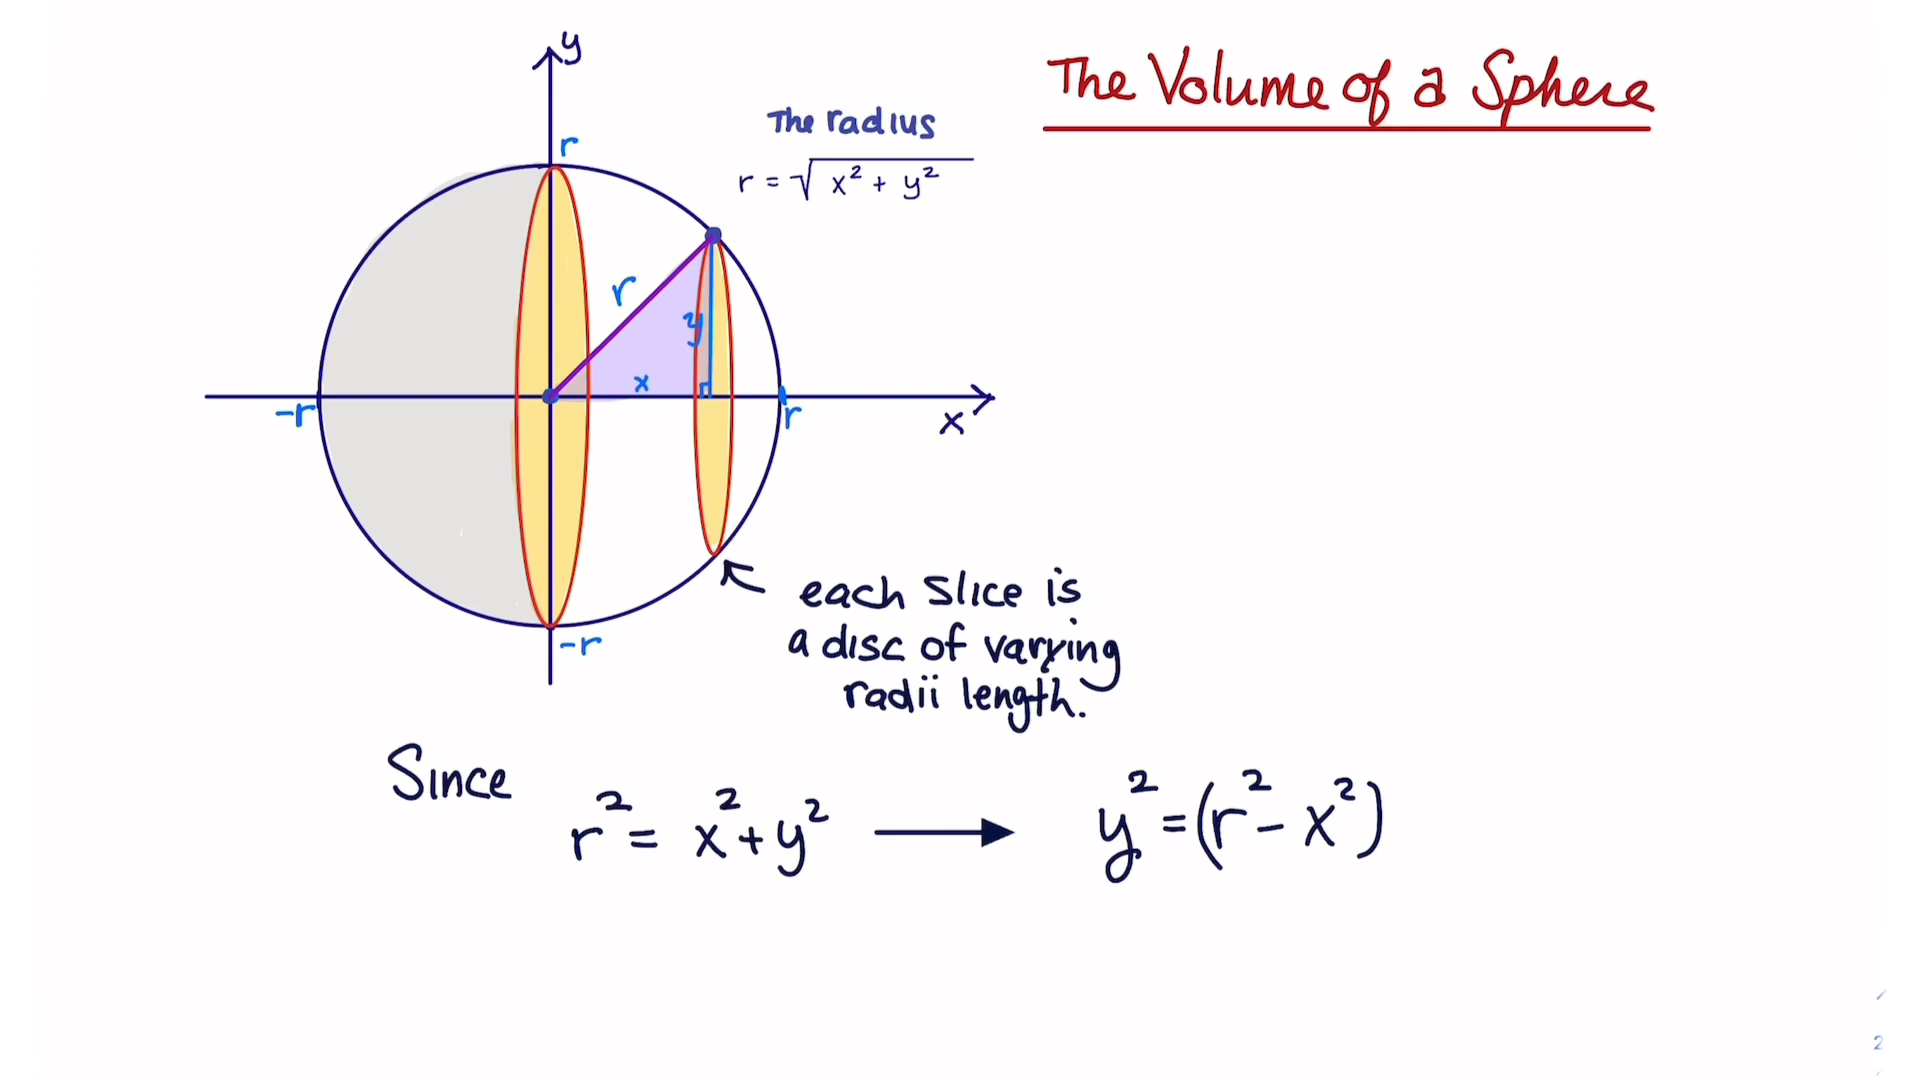 The Volume of a Sphere
y
The radius
r = √x² + y²
r
r
y
x
-r
r
x
-r
each slice is
a disc of varying
radii length.
Since
r² = x² + y² → y² = (r² - x²)
2